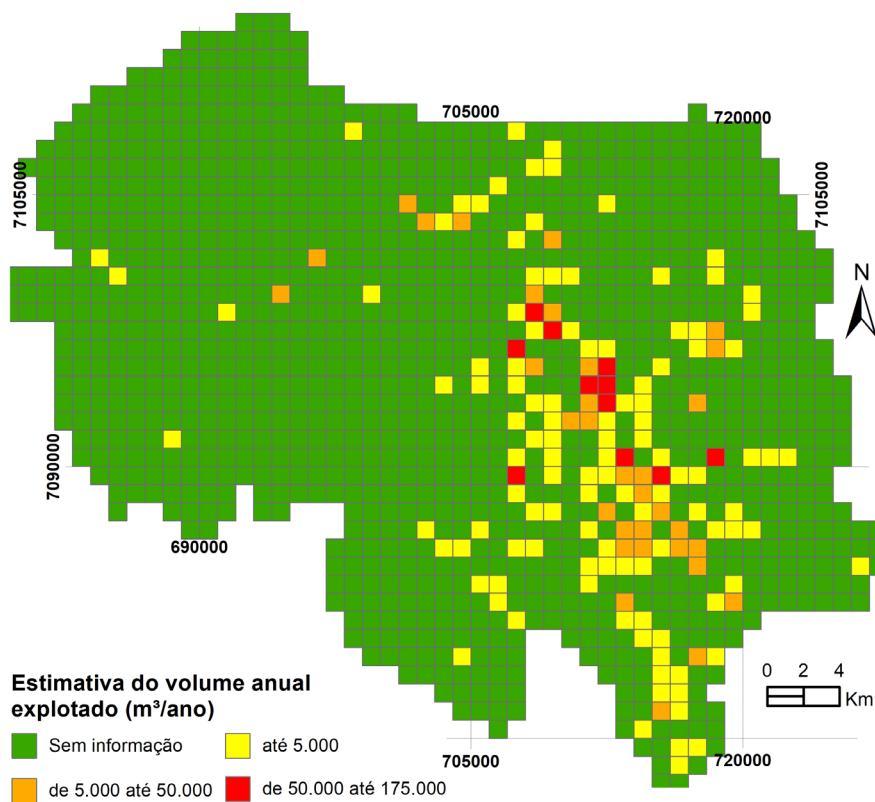 705000
720000
7105000
7105000
N
7090000
690000
0 2 4
Km
Estimativa do volume anual
explotado (m³/ano)
Sem informação
até 5.000
de 5.000 até 50.000
de 50.000 até 175.000
705000
720000